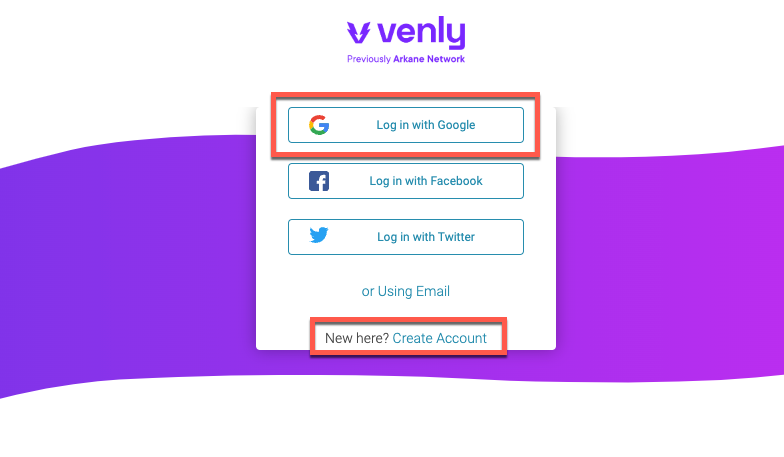 venly
Previously Arkane Network
Log in with Google
Log in with Facebook
Log in with Twitter
or Using Email
New here? Create Account